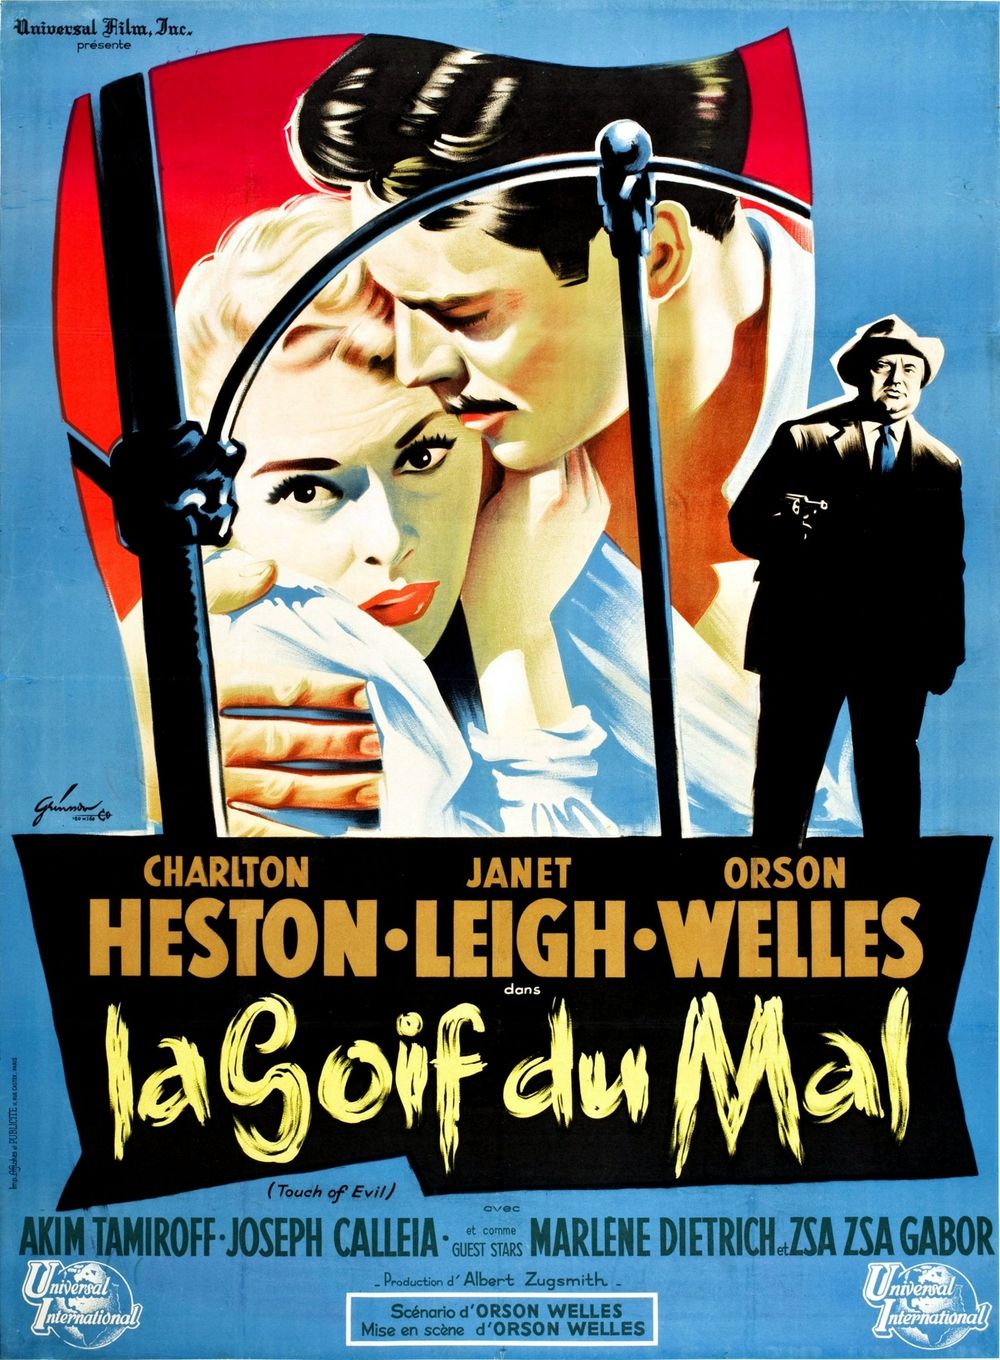 Universal Film, Inc.
présente
Grinsson
CHARLTON JANET ORSON
HESTON • LEIGH • WELLES
dans
la Soif du Mal
(Touch of Evil)
avec
AKIM TAMIROFF · JOSEPH CALLEIA · et comme GUEST STARS MARLÈNE DIETRICH et ZSA ZSA GABOR
_ Production d' Albert Zugsmith _
Scénario d'ORSON WELLES
Mise en scène d'ORSON WELLES
Universal International
Universal International